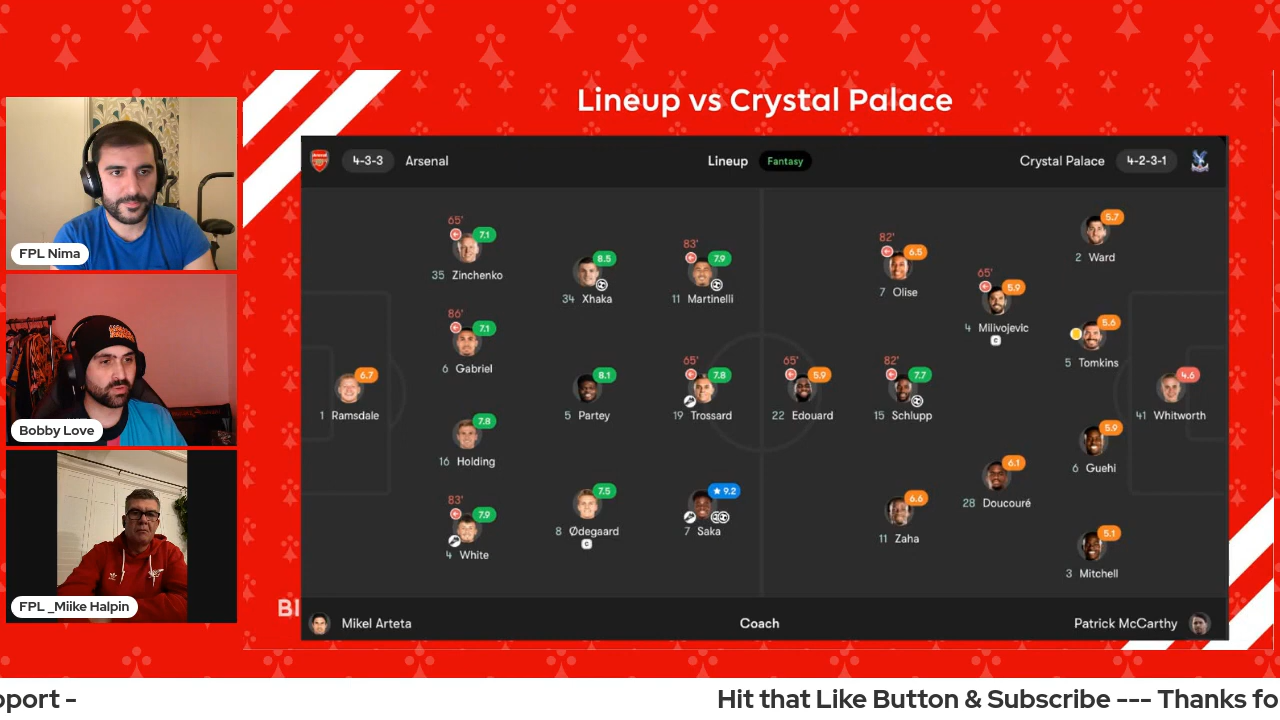 Lineup vs Crystal Palace
4-3-3 Arsenal
Lineup Fantasy
Crystal Palace 4-2-3-1
FPL Nima
Bobby Love
FPL _Miike Halpin
6.7
1 Ramsdale
65'
7.1
35 Zinchenko
86'
7.1
6 Gabriel
7.8
16 Holding
83'
7.9
4 White
8.5
34 Xhaka
8.1
5 Partey
7.5
8 Ødegaard
c
83'
7.9
11 Martinelli
65'
7.8
19 Trossard
9.2
7 Saka
65'
5.9
22 Edouard
82'
6.5
7 Olise
82'
7.7
15 Schlupp
6.6
11 Zaha
65'
5.9
4 Milivojevic
c
6.1
28 Doucouré
5.7
2 Ward
5.6
5 Tomkins
5.9
6 Guehi
5.1
3 Mitchell
4.6
41 Whitworth
Bl
Mikel Arteta
Coach
Patrick McCarthy
pport -
Hit that Like Button & Subscribe --- Thanks fo